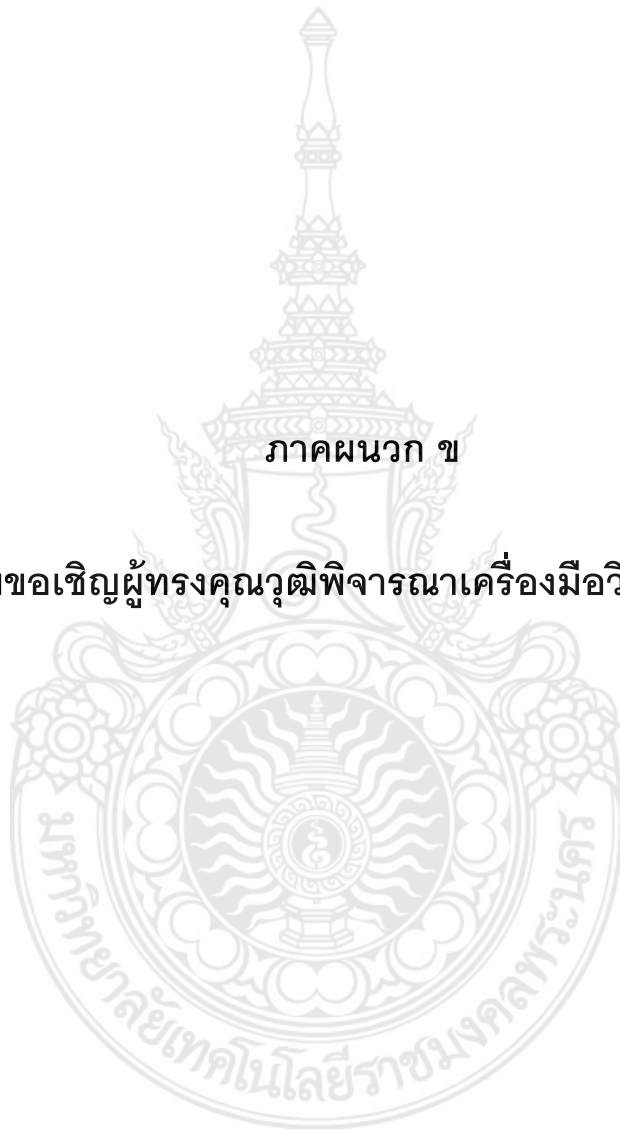 ภาคผนวก ข
ขอเชิญผู้ทรงคุณวุฒิพิจารณาเครื่องมือวิ
มหาวิทยาลัยเทคโนโลยีราชมงคลพระนคร